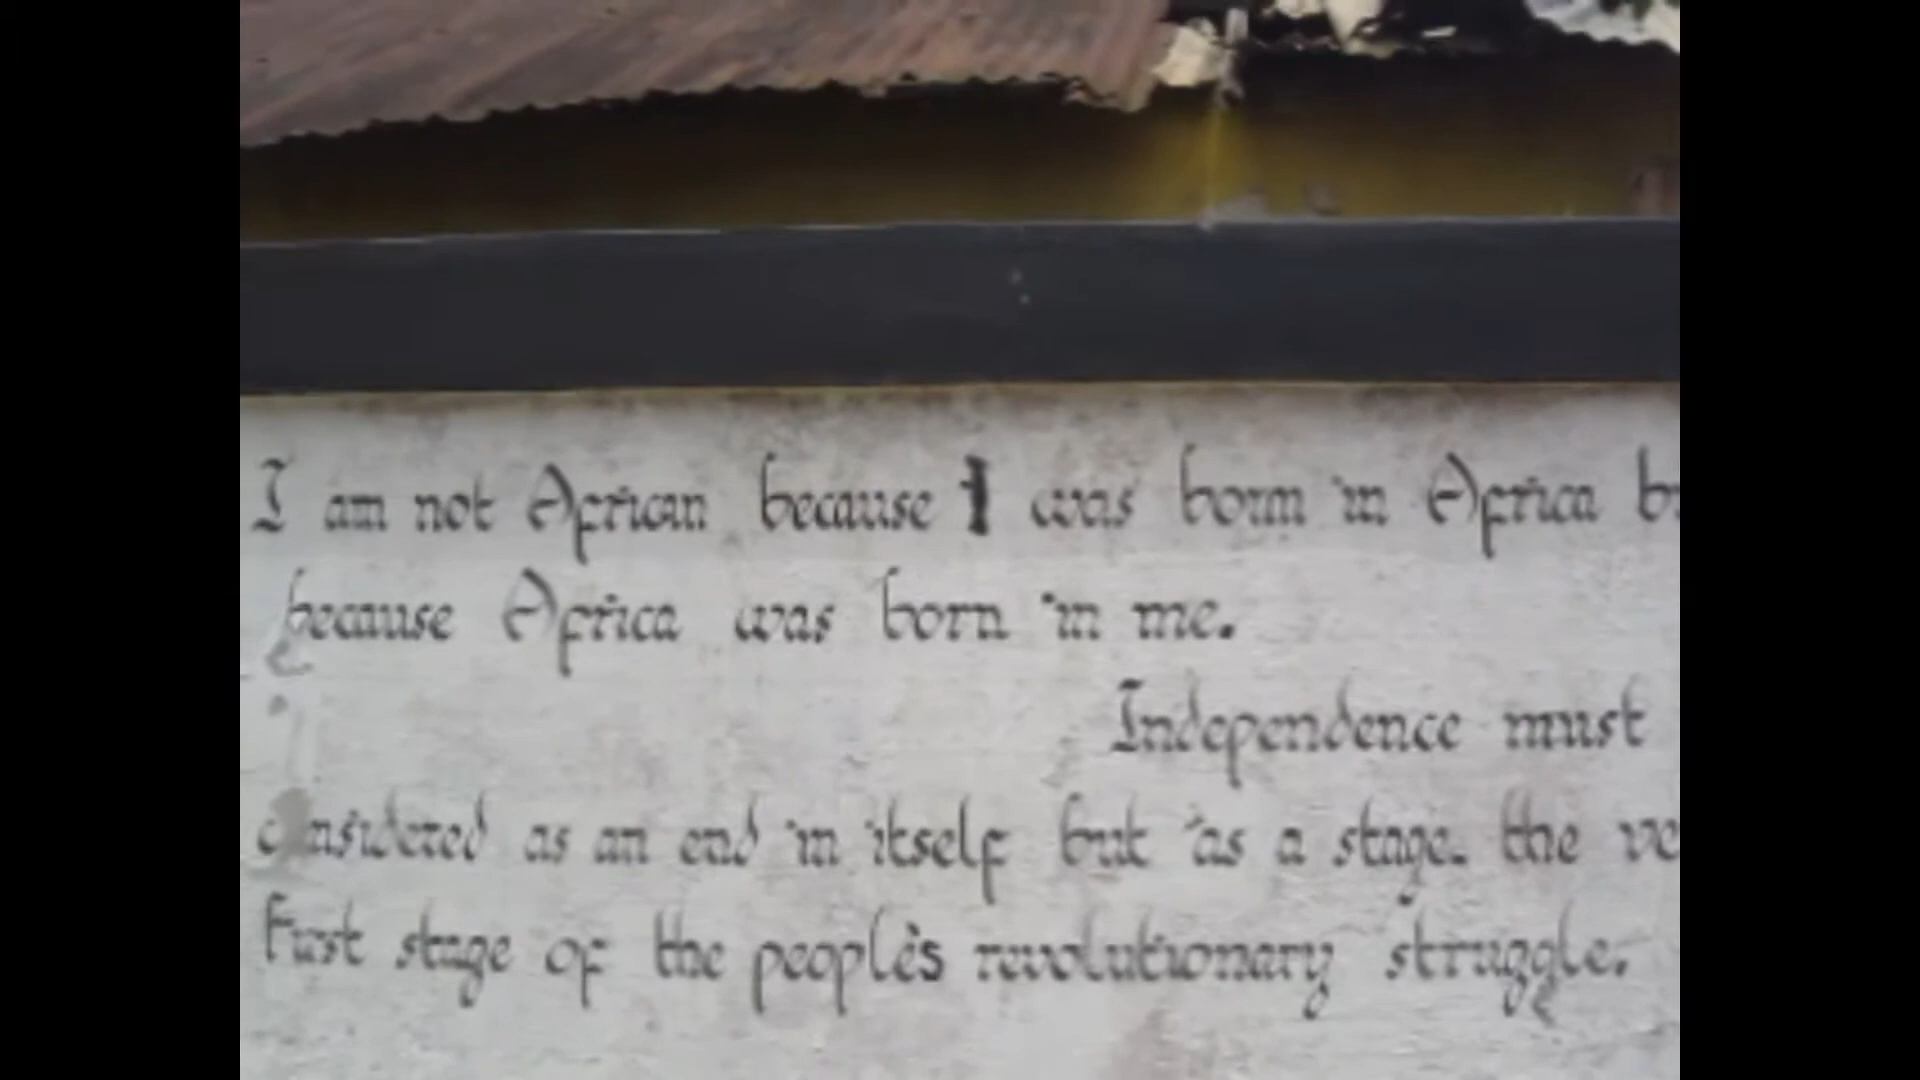 I am not African because I was born in Africa
because Africa was born in me.
Independence must
considered as an end in itself but as a stage. the
First stage of the people's revolutionary struggle.